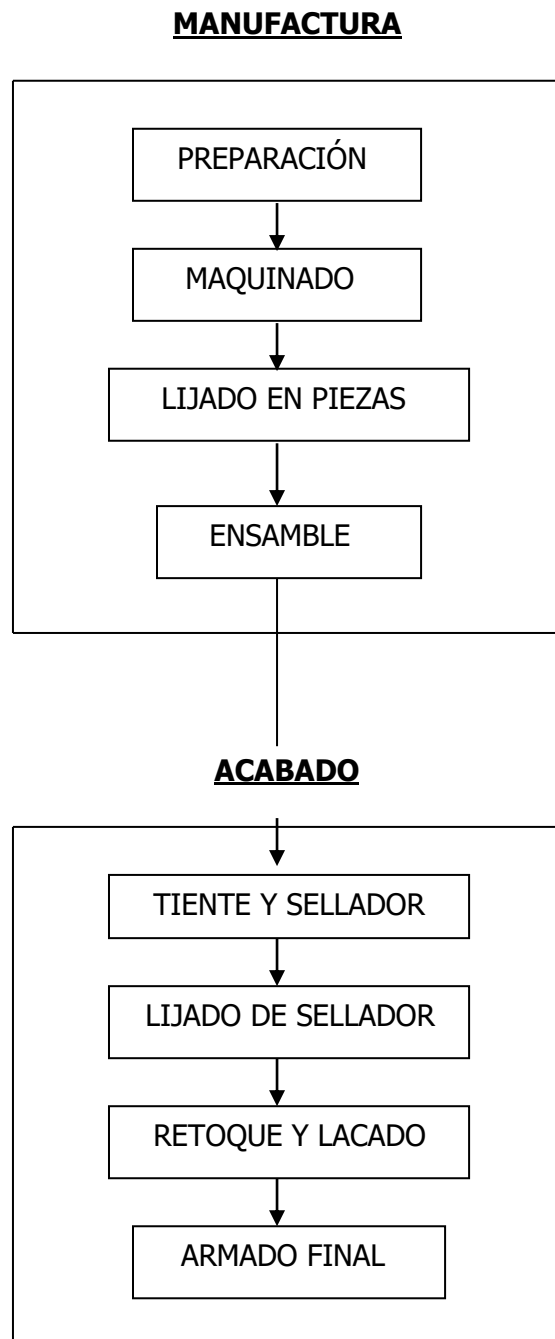 MANUFACTURA
PREPARACIÓN
MAQUINADO
LIJADO EN PIEZAS
ENSAMBLE
ACABADO
TIENTE Y SELLADOR
LIJADO DE SELLADOR
RETOQUE Y LACADO
ARMADO FINAL